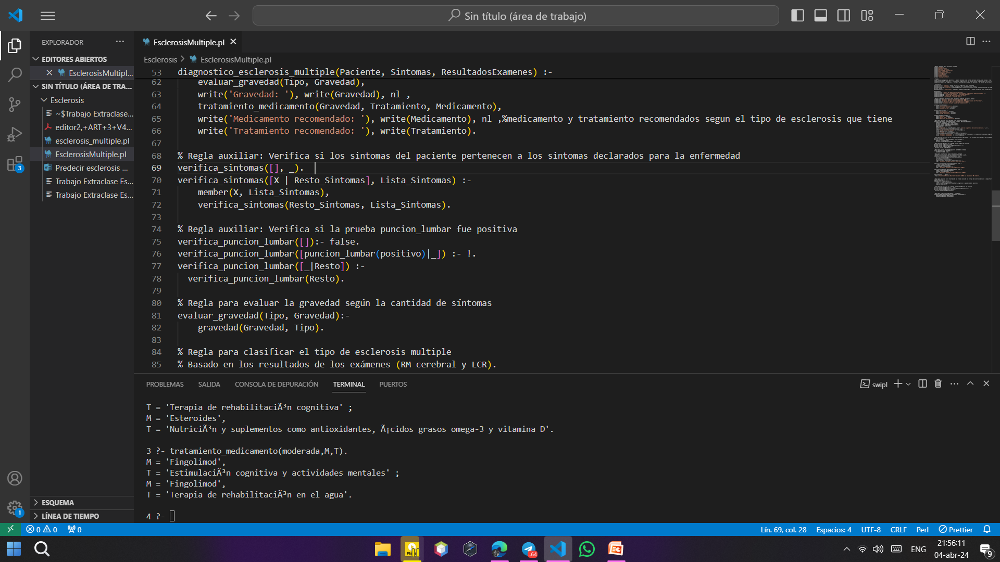 Sin título (área de trabajo)
EXPLORADOR
EDITORES ABIERTOS
EsclerosisMultipl...
SIN TÍTULO (ÁREA DE TRA...
Esclerosis
~$Trabajo Extraclase...
editor2,+ART+3+V4...
esclerosis_multiple.pl
EsclerosisMultiple.pl
Predecir esclerosis ...
Trabajo Extraclase Es...
Trabajo Extraclase Es...
ESQUEMA
LÍNEA DE TIEMPO
3
1
EsclerosisMultiple.pl
Esclerosis > EsclerosisMultiple.pl
53 diagnostico_esclerosis_multiple(Paciente, Sintomas, ResultadosExamenes) :-
62 evaluar_gravedad(Tipo, Gravedad),
63 write('Gravedad: '), write(Gravedad), nl ,
64 tratamiento_medicamento(Gravedad, Tratamiento, Medicamento),
65 write('Medicamento recomendado: '), write(Medicamento), nl ,%medicamento y tratamiento recomendados segun el tipo de esclerosis que tiene
66 write('Tratamiento recomendado: '), write(Tratamiento).
67
68 % Regla auxiliar: Verifica si los sintomas del paciente pertenecen a los sintomas declarados para la enfermedad
69 verifica_sintomas([], _).
70 verifica_sintomas([X | Resto_Sintomas], Lista_Sintomas) :-
71 member(X, Lista_Sintomas),
72 verifica_sintomas(Resto_Sintomas, Lista_Sintomas).
73
74 % Regla auxiliar: Verifica si la prueba puncion_lumbar fue positiva
75 verifica_puncion_lumbar([]):- false.
76 verifica_puncion_lumbar([puncion_lumbar(positivo)|_]) :- !.
77 verifica_puncion_lumbar([_|Resto]) :-
78 verifica_puncion_lumbar(Resto).
79
80 % Regla para evaluar la gravedad según la cantidad de síntomas
81 evaluar_gravedad(Tipo, Gravedad):-
82 gravedad(Gravedad, Tipo).
83
84 % Regla para clasificar el tipo de esclerosis multiple
85 % Basado en los resultados de los exámenes (RM cerebral y LCR).
PROBLEMAS SALIDA CONSOLA DE DEPURACIÓN TERMINAL PUERTOS
swipl
T = 'Terapia de rehabilitaciÃ³n cognitiva' ;
M = 'Esteroides',
T = 'NutriciÃ³n y suplementos como antioxidantes, Ã¡cidos grasos omega-3 y vitamina D'.
3 ?- tratamiento_medicamento(moderada,M,T).
M = 'Fingolimod',
T = 'EstimulaciÃ³n cognitiva y actividades mentales' ;
M = 'Fingolimod',
T = 'Terapia de rehabilitaciÃ³n en el agua'.
4 ?-
0 0 0
Lín. 69, col. 28 Espacios: 4 UTF-8 CRLF Perl Prettier
..64
ENG
21:56:11
04-abr-24
9